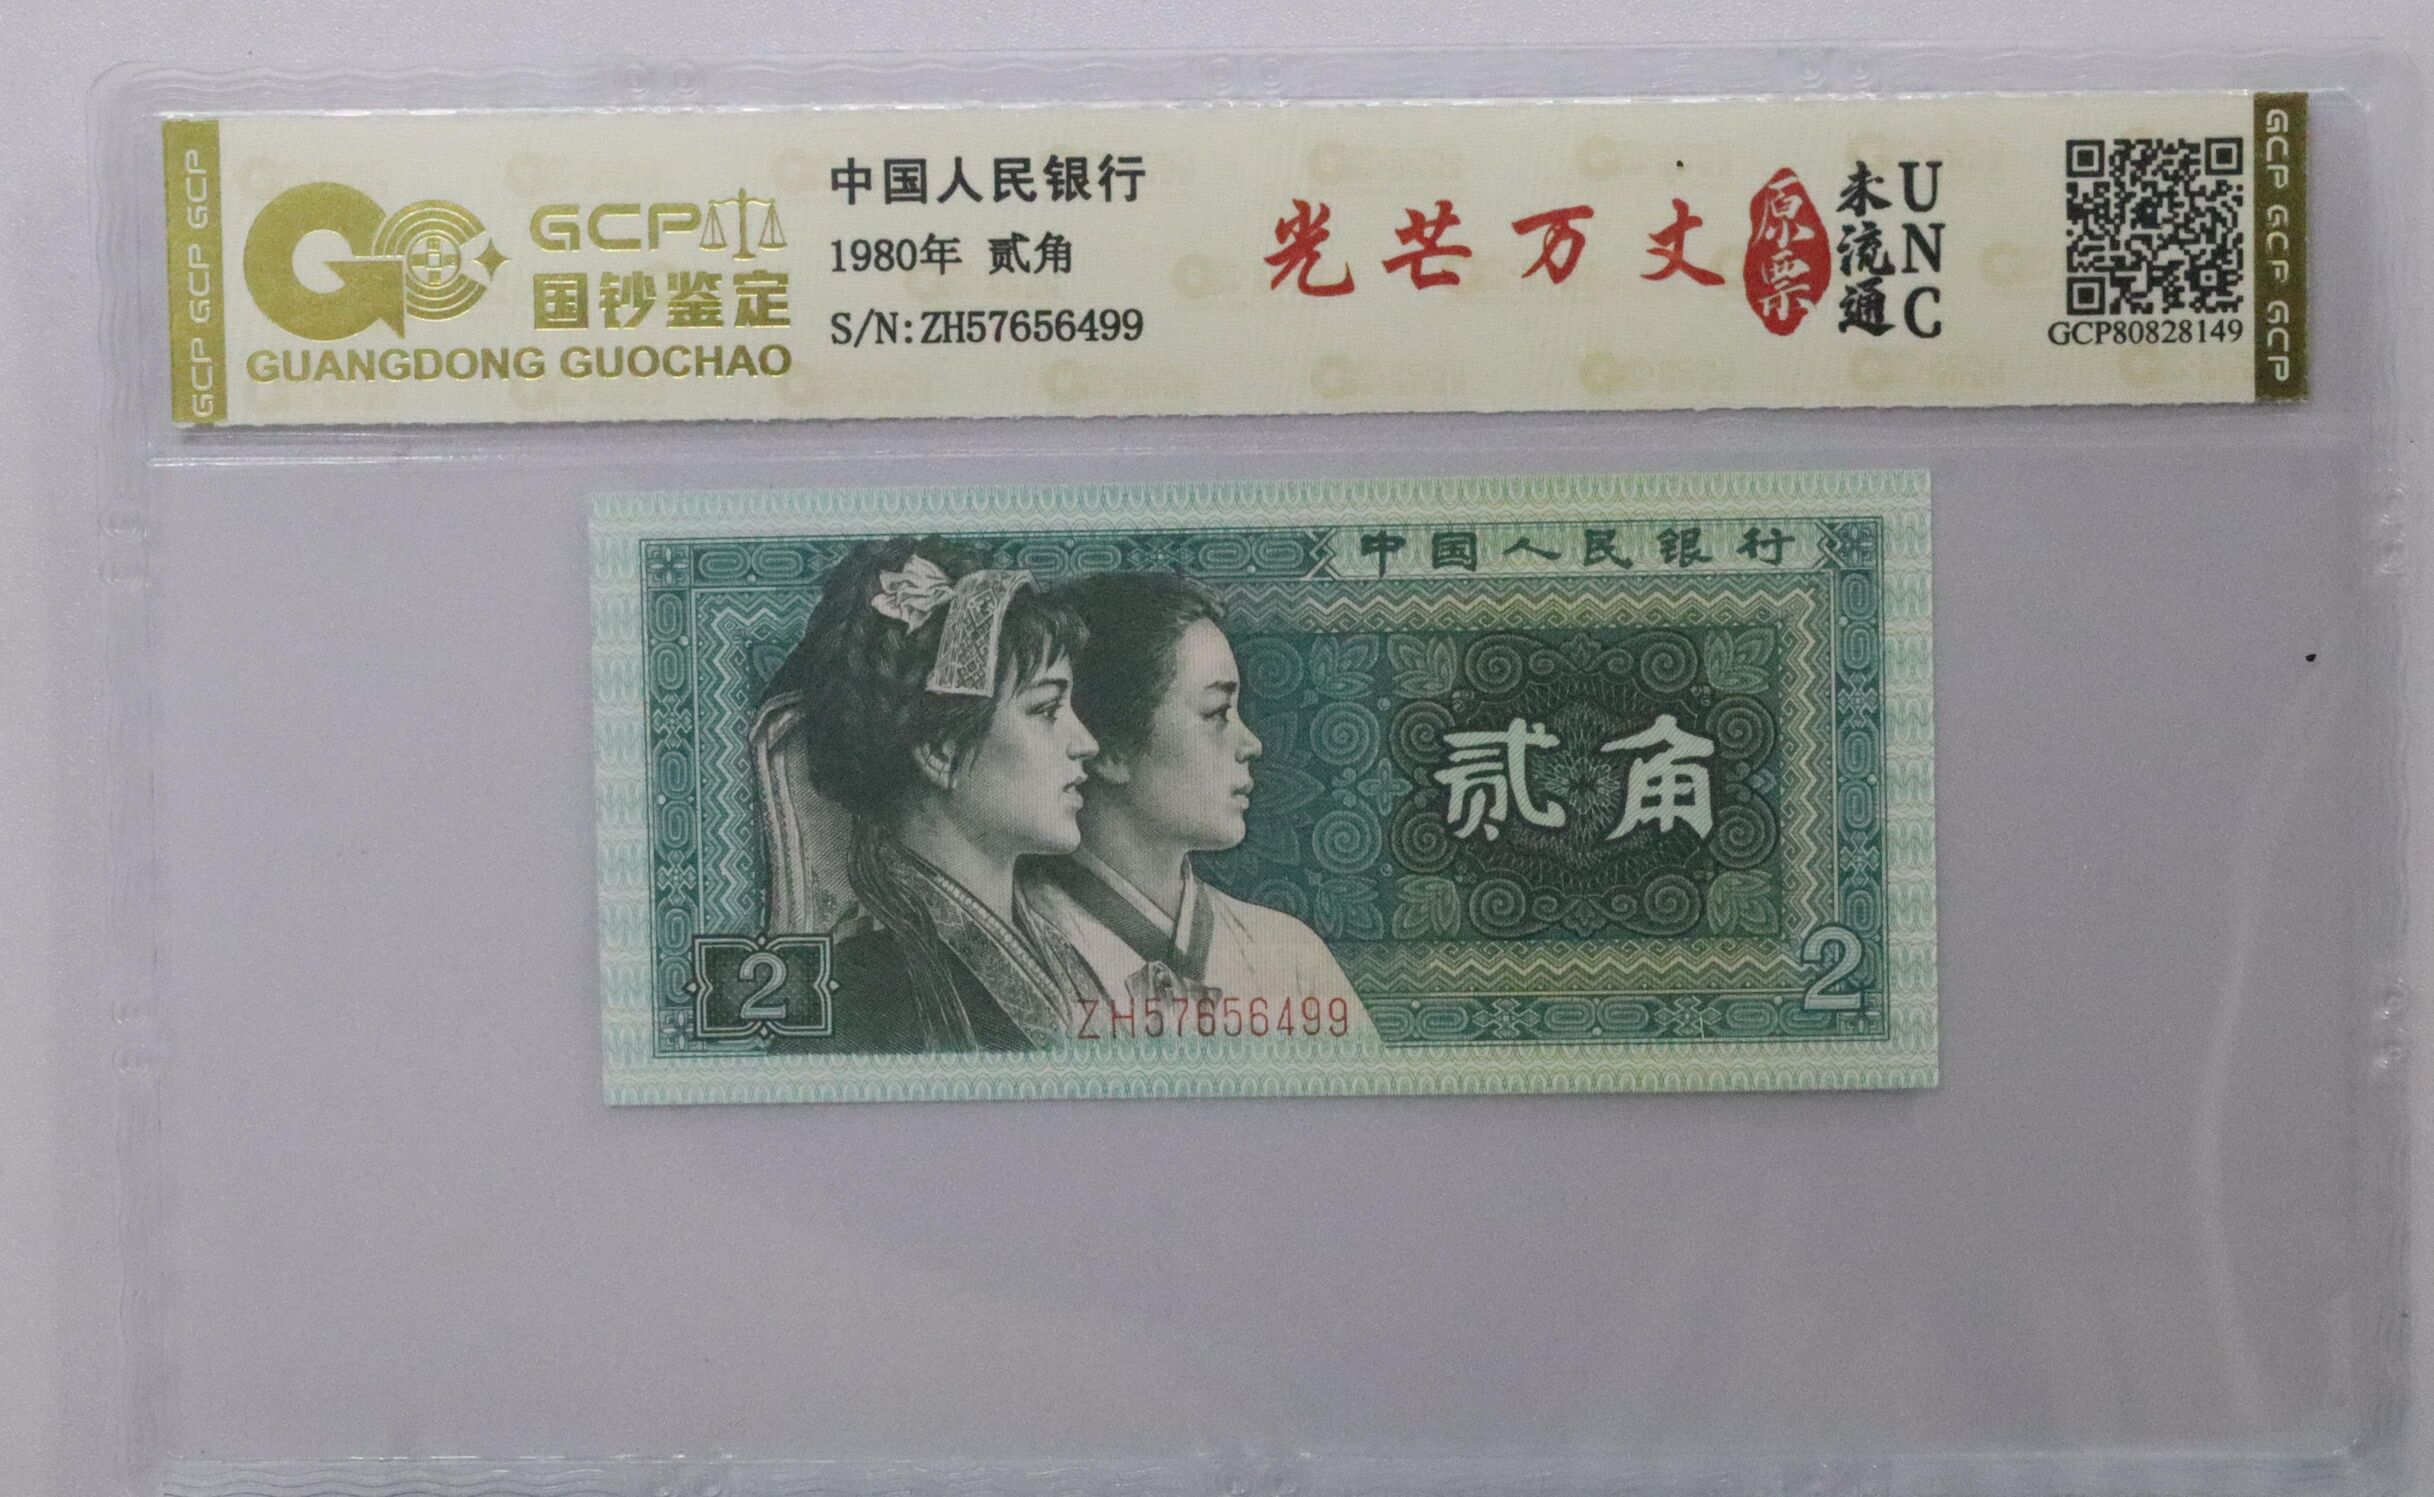 GCP GCP GCP
GCP
国钞鉴定
GUANGDONG GUOCHAO
中国人民银行
1980年 贰角
S/N:ZH57656499
光芒万丈
原票
未流通
UNC
GCP80828149
GCP GCP GCP
中国人民银行
贰角
2
2
ZH57656499